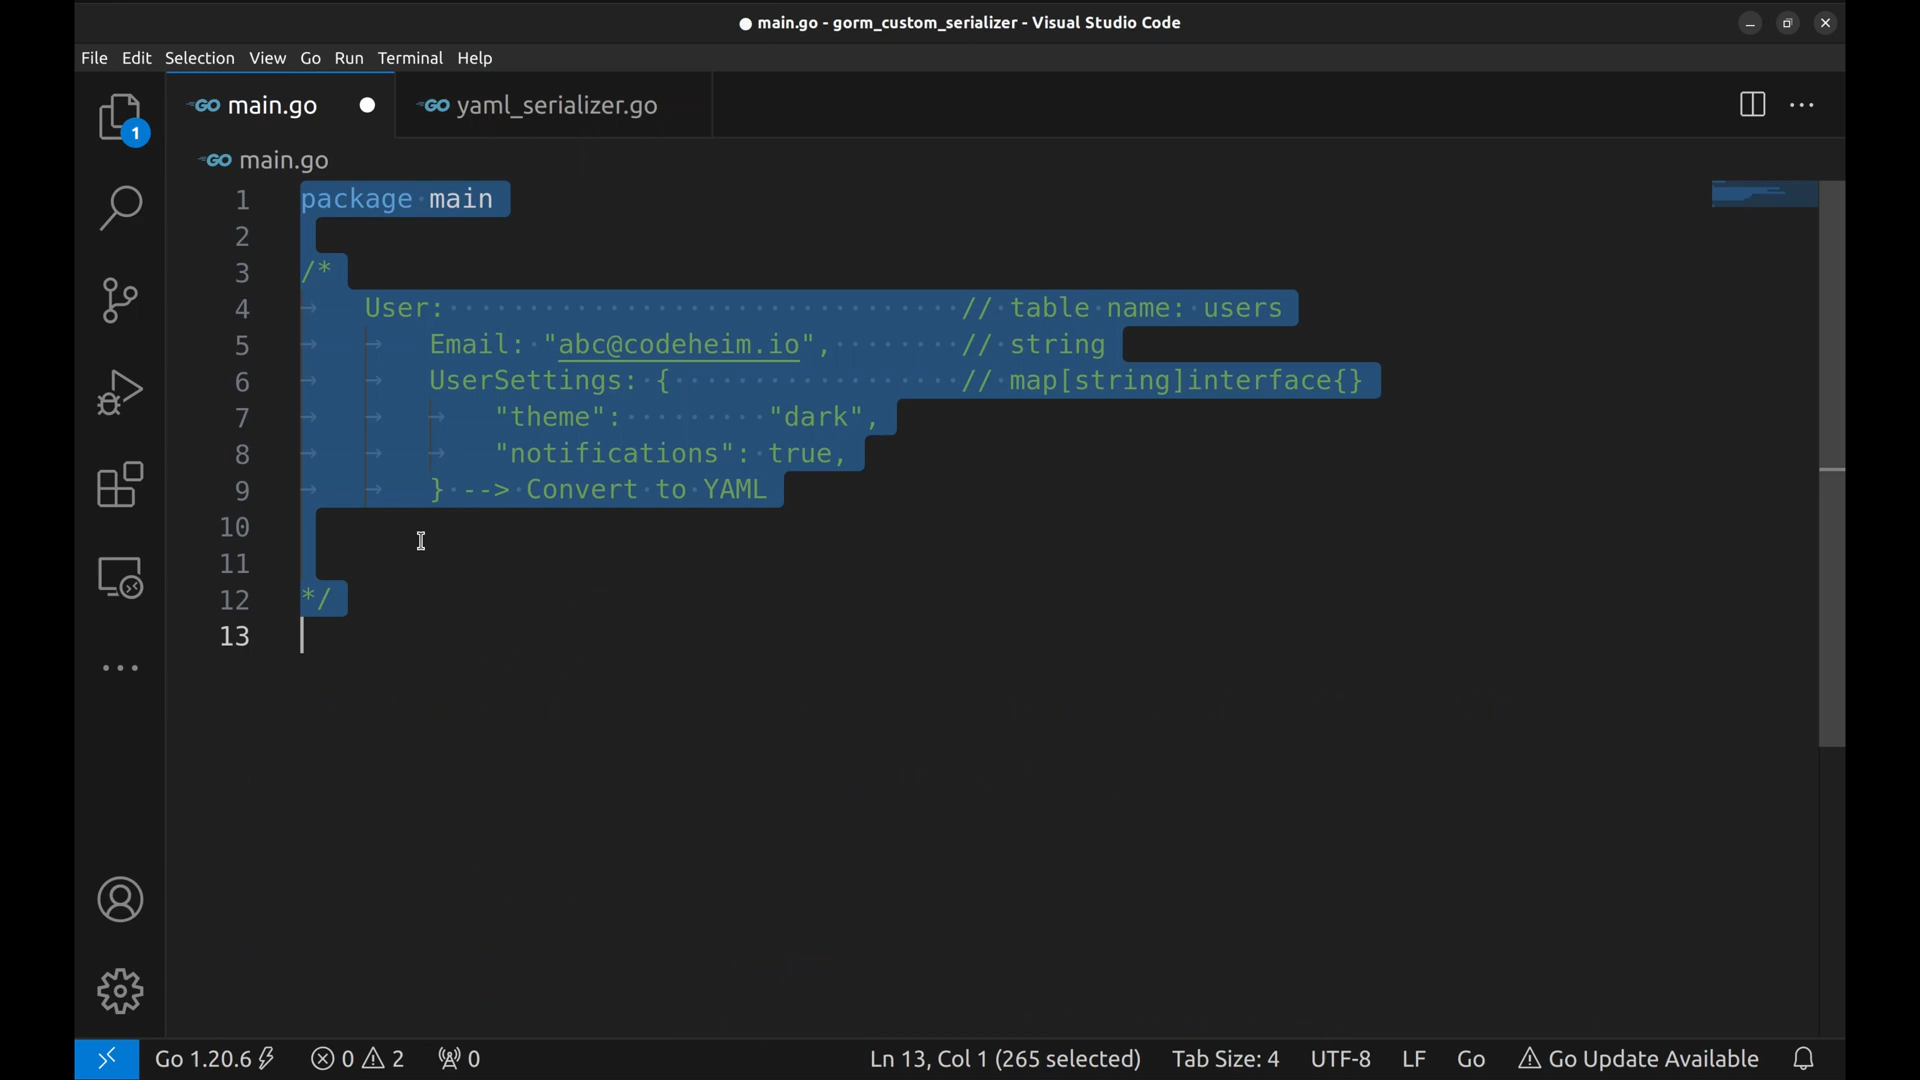 main.go - gorm_custom_serializer - Visual Studio Code
File Edit Selection View Go Run Terminal Help
GO main.go GO yaml_serializer.go
1
GO main.go
1 package main
2
3 /*
4 User: // table name: users
5 Email: "abc@codeheim.io", // string
6 UserSettings: { // map[string]interface{}
7 "theme": "dark",
8 "notifications": true,
9 } --> Convert to YAML
10
11
12 */
13
Go 1.20.6 0 2 0 Ln 13, Col 1 (265 selected) Tab Size: 4 UTF-8 LF Go Go Update Available